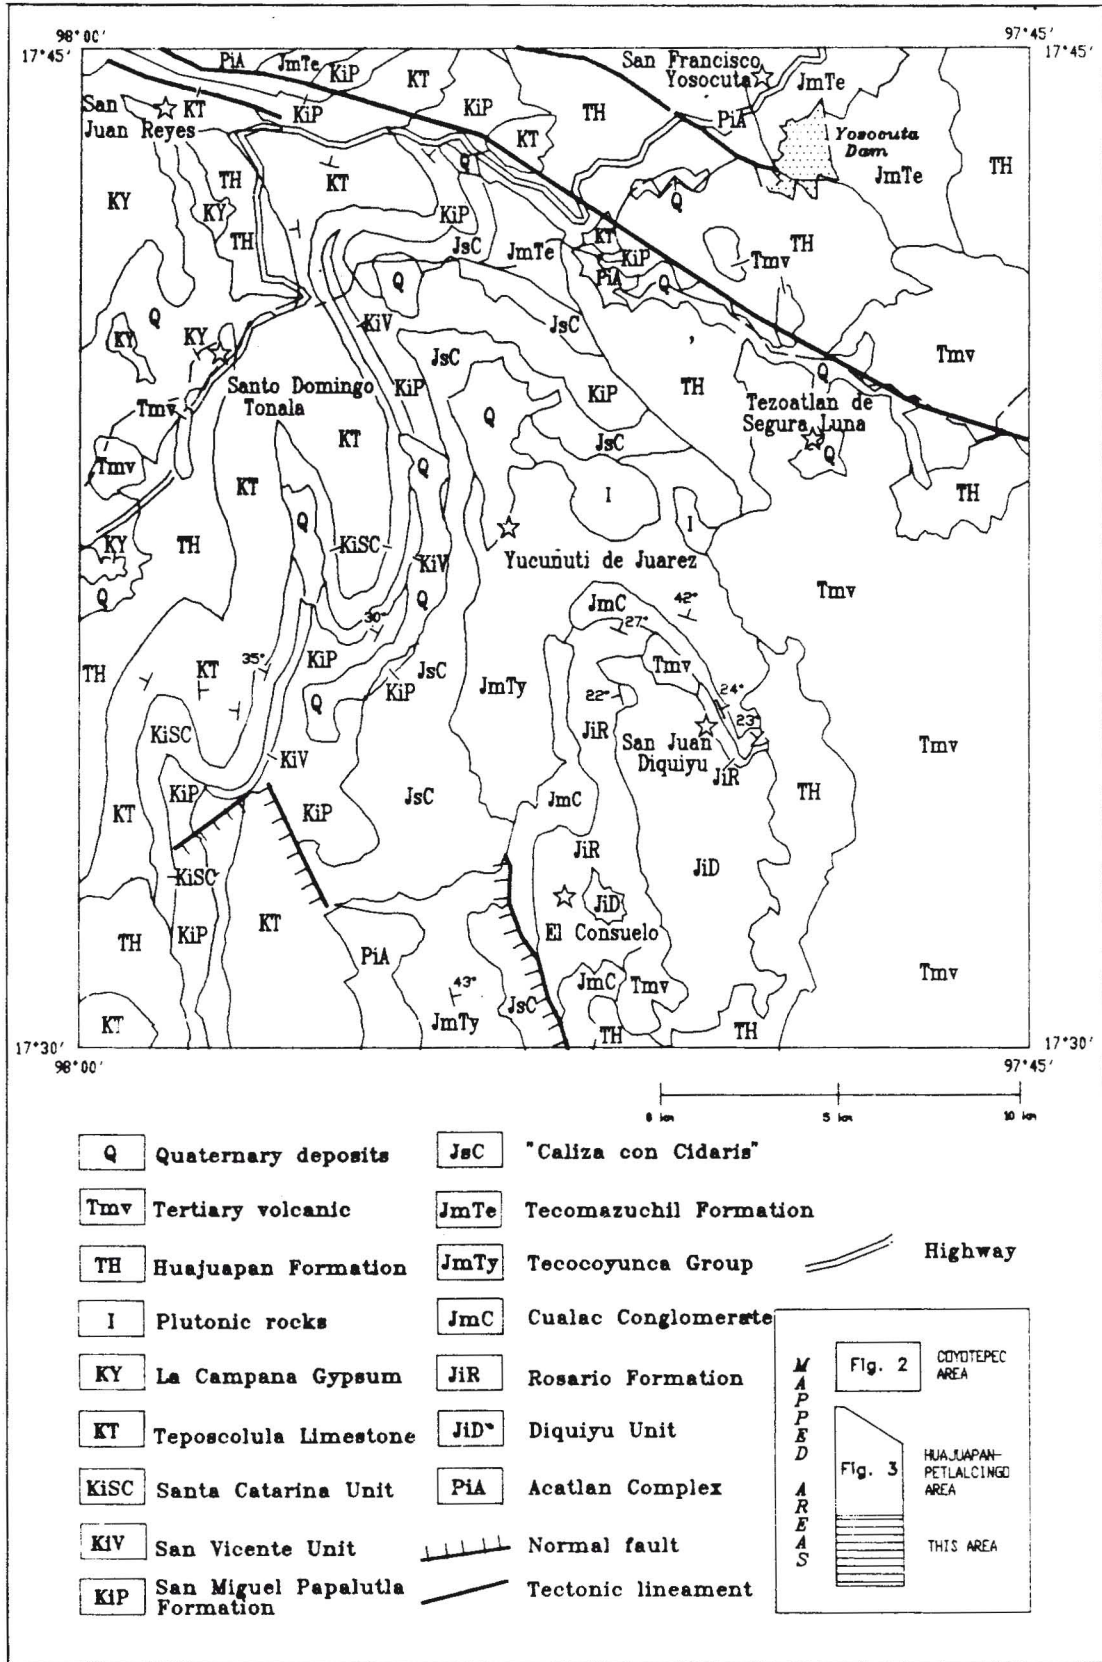 98°00′ 97°45′
17°45′ 17°45′
PiA JmTe KiP KT
San Francisco
Yosocuta
JmTe
San
Juan Reyes
KT KiP KiP TH PiA
KT
Yosocuta
Dam
JmTe TH
Q
KT
TH
KY KY
KiP
Q
TH
JsC JmTe KT TH
KiP
Tmv
Q PiA Q
Q KiV
KY KY JsC
JsC
Tmv
KiP TH Q
Santo Domingo
Tonala
KiP
Tezoatlan de
Segura Luna
Tmv Q
KT JsC
Tmv Q Q
KT I TH
Q I
KY TH KiSC
KiV Yucuñuti de Juarez
Tmv
Q Q JmC 42°
30° 27°
KiP
TH KT 35° JsC Tmv
KiP JmTy 24°
22°
Q 23°
KiSC JiR San Juan
Diquiyu
Tmv
KiV JiR
KiP JsC JmC TH
KT KiP
JiR
KiSC JiD
JiD
KT
TH KiP El Consuelo
PiA
JmC Tmv Tmv
43°
JsC
KT JmTy TH TH
17°30′ 17°30′
98°00′ 97°45′
0 km 5 km 10 km
Q Quaternary deposits
Tmv Tertiary volcanic
TH Huajuapan Formation
I Plutonic rocks
KY La Campana Gypsum
KT Teposcolula Limestone
KiSC Santa Catarina Unit
KiV San Vicente Unit
KiP San Miguel Papalutla
Formation
JsC "Caliza con Cidaris"
JmTe Tecomazuchil Formation
JmTy Tecocoyunca Group
JmC Cualac Conglomerate
JiR Rosario Formation
JiD Diquiyu Unit
PiA Acatlan Complex
Normal fault
Tectonic lineament
Highway
MAPPED AREAS
Fig. 2 COYOTEPEC
AREA
Fig. 3 HUAJUAPAN-
PETLALCINGO
AREA
THIS AREA